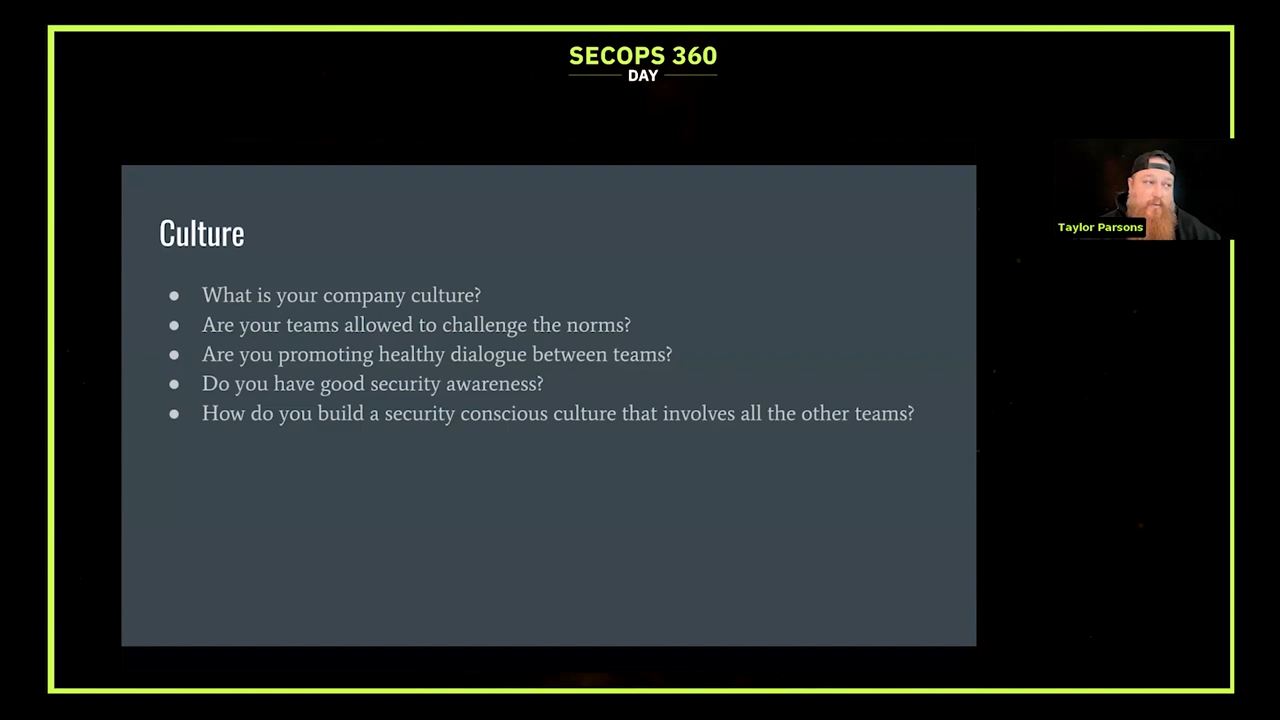 SECOPS 360
DAY
Culture
● What is your company culture?
● Are your teams allowed to challenge the norms?
● Are you promoting healthy dialogue between teams?
● Do you have good security awareness?
● How do you build a security conscious culture that involves all the other teams?
Taylor Parsons